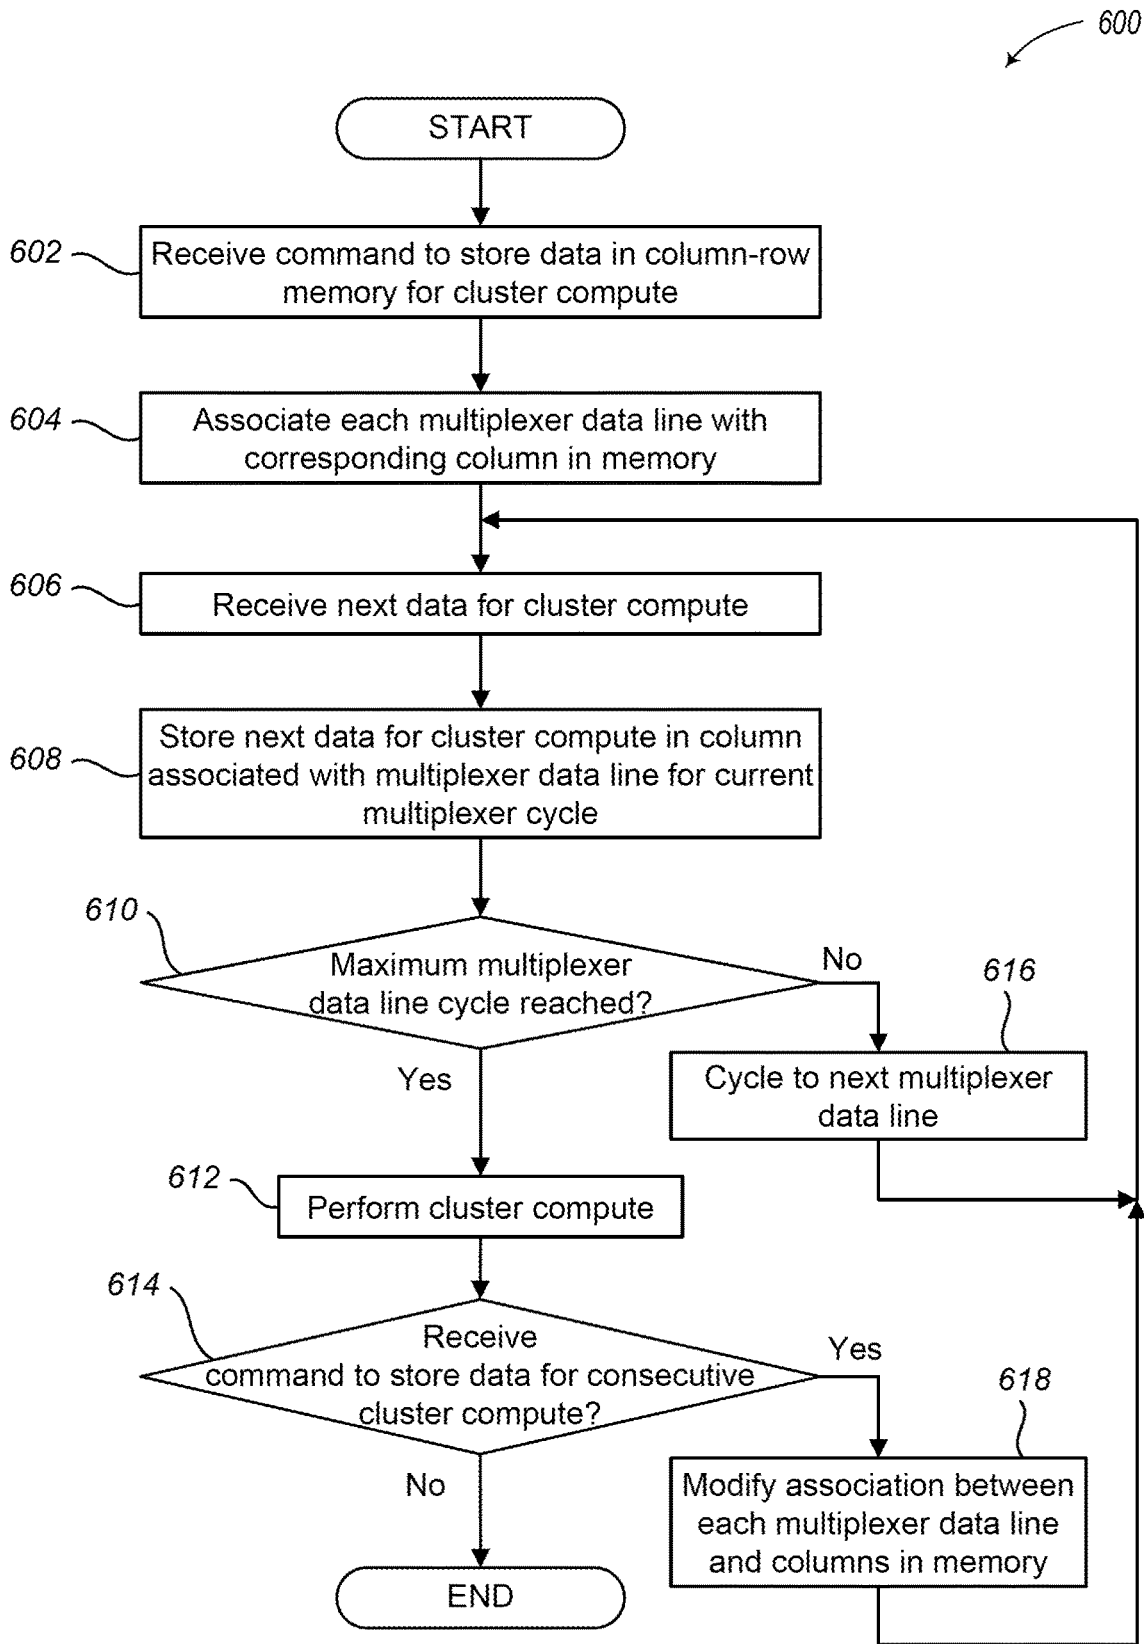 600
START
602
Receive command to store data in column-row
memory for cluster compute
604
Associate each multiplexer data line with
corresponding column in memory
606
Receive next data for cluster compute
608
Store next data for cluster compute in column
associated with multiplexer data line for current
multiplexer cycle
610
Maximum multiplexer
data line cycle reached?
No
616
Cycle to next multiplexer
data line
Yes
612
Perform cluster compute
614
Receive
command to store data for consecutive
cluster compute?
Yes
618
Modify association between
each multiplexer data line
and columns in memory
No
END